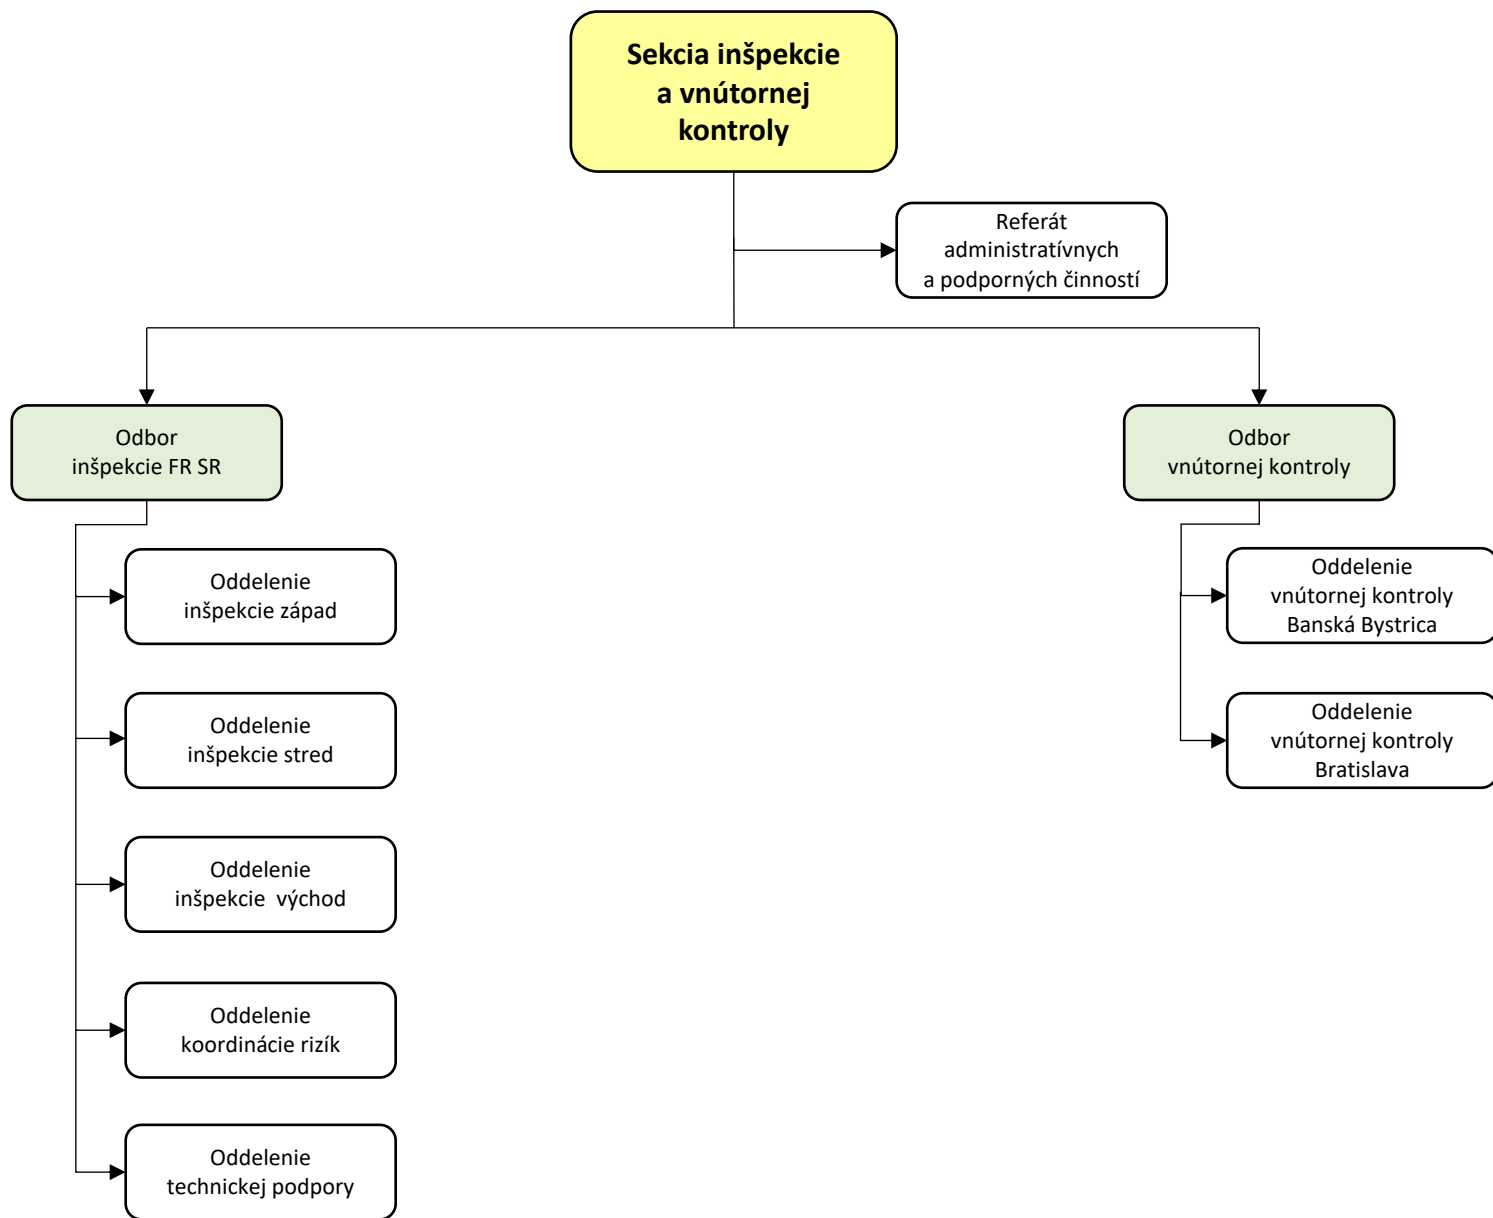 Sekcia inšpekcie
a vnútornej
kontroly
Referát
administratívnych
a podporných činností
Odbor
inšpekcie FR SR
Oddelenie
inšpekcie západ
Oddelenie
inšpekcie stred
Oddelenie
inšpekcie  východ
Oddelenie
koordinácie rizík
Oddelenie
technickej podpory
Odbor
vnútornej kontroly
Oddelenie
vnútornej kontroly
Banská Bystrica
Oddelenie
vnútornej kontroly
Bratislava